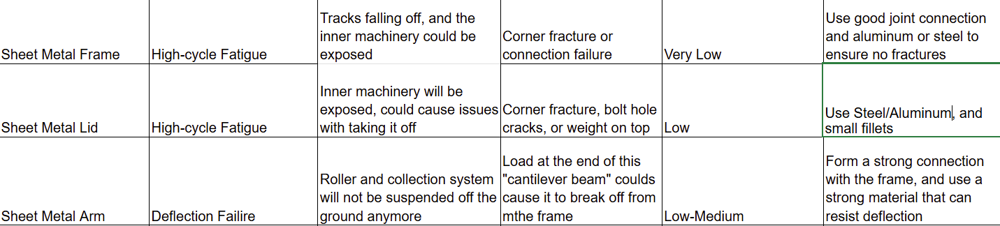 Sheet Metal Frame
High-cycle Fatigue
Tracks falling off, and the
inner machinery could be
exposed
Corner fracture or
connection failure
Very Low
Use good joint connection
and aluminum or steel to
ensure no fractures
Sheet Metal Lid
High-cycle Fatigue
Inner machinery will be
exposed, could cause issues
with taking it off
Corner fracture, bolt hole
cracks, or weight on top
Low
Use Steel/Aluminum, and
small fillets
Sheet Metal Arm
Deflection Failire
Roller and collection system
will not be suspended off the
ground anymore
Load at the end of this
"cantilever beam" coulds
cause it to break off from
mthe frame
Low-Medium
Form a strong connection
with the frame, and use a
strong material that can
resist deflection